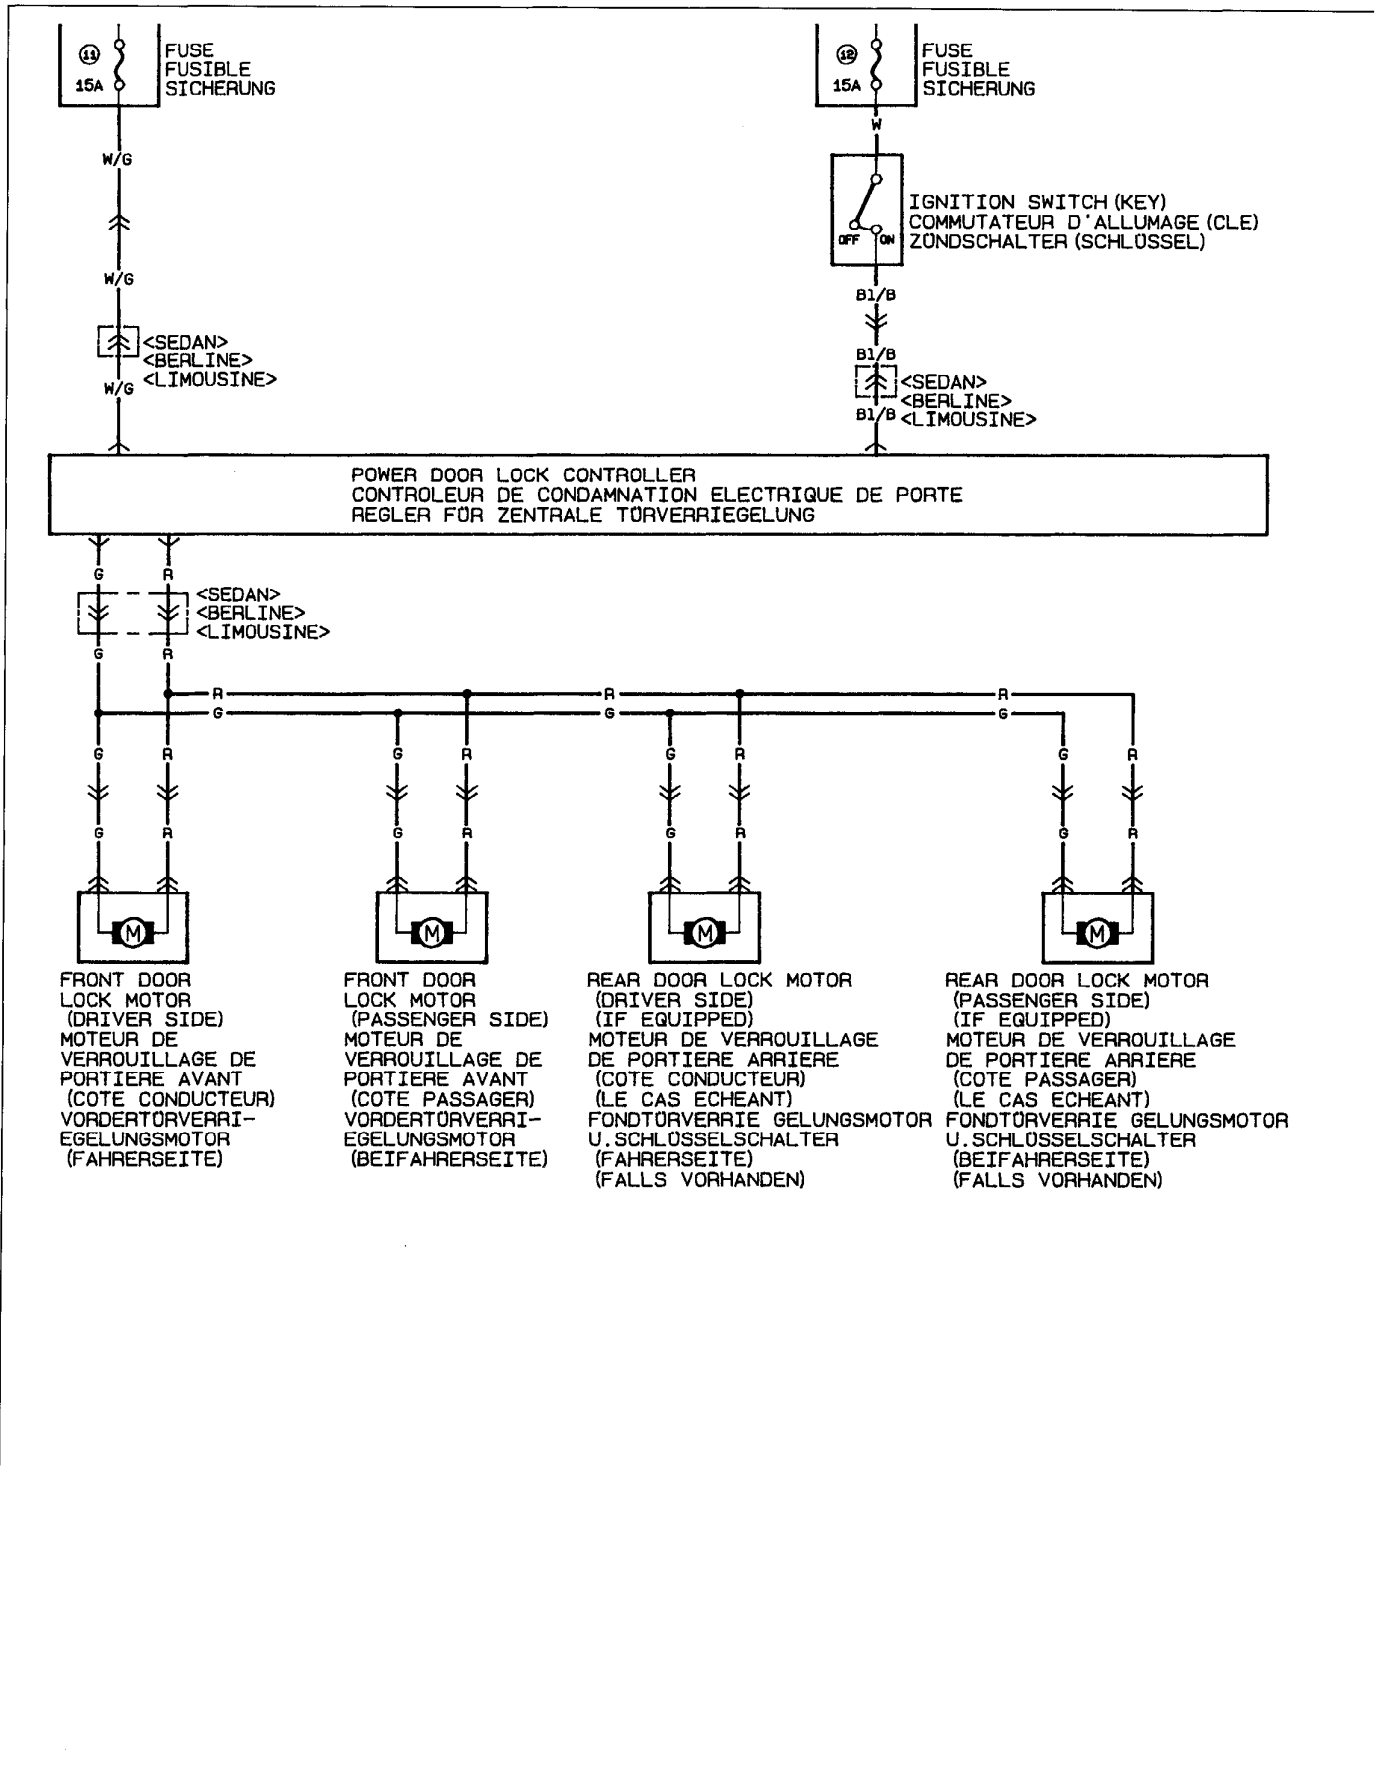 11
15A
FUSE
FUSIBLE
SICHERUNG
12
15A
FUSE
FUSIBLE
SICHERUNG
W
W/G
IGNITION SWITCH (KEY)
COMMUTATEUR D'ALLUMAGE (CLE)
ZÜNDSCHALTER (SCHLÜSSEL)
OFF ON
W/G
Bl/B
<SEDAN>
<BERLINE>
<LIMOUSINE>
W/G
Bl/B
<SEDAN>
<BERLINE>
<LIMOUSINE>
Bl/B
POWER DOOR LOCK CONTROLLER
CONTROLEUR DE CONDAMNATION ELECTRIQUE DE PORTE
REGLER FÜR ZENTRALE TÜRVERRIEGELUNG
G R
<SEDAN>
<BERLINE>
<LIMOUSINE>
G R
R R R
G G G
G R G R G R G R
G R G R G R G R
M M M M
FRONT DOOR
LOCK MOTOR
(DRIVER SIDE)
MOTEUR DE
VERROUILLAGE DE
PORTIERE AVANT
(COTE CONDUCTEUR)
VORDERTÜRVERRI-
EGELUNGSMOTOR
(FAHRERSEITE)
FRONT DOOR
LOCK MOTOR
(PASSENGER SIDE)
MOTEUR DE
VERROUILLAGE DE
PORTIERE AVANT
(COTE PASSAGER)
VORDERTÜRVERRI-
EGELUNGSMOTOR
(BEIFAHRERSEITE)
REAR DOOR LOCK MOTOR
(DRIVER SIDE)
(IF EQUIPPED)
MOTEUR DE VERROUILLAGE
DE PORTIERE ARRIERE
(COTE CONDUCTEUR)
(LE CAS ECHEANT)
FONDTÜRVERRIE GELUNGSMOTOR
U.SCHLÜSSELSCHALTER
(FAHRERSEITE)
(FALLS VORHANDEN)
REAR DOOR LOCK MOTOR
(PASSENGER SIDE)
(IF EQUIPPED)
MOTEUR DE VERROUILLAGE
DE PORTIERE ARRIERE
(COTE PASSAGER)
(LE CAS ECHEANT)
FONDTÜRVERRIE GELUNGSMOTOR
U.SCHLÜSSELSCHALTER
(BEIFAHRERSEITE)
(FALLS VORHANDEN)